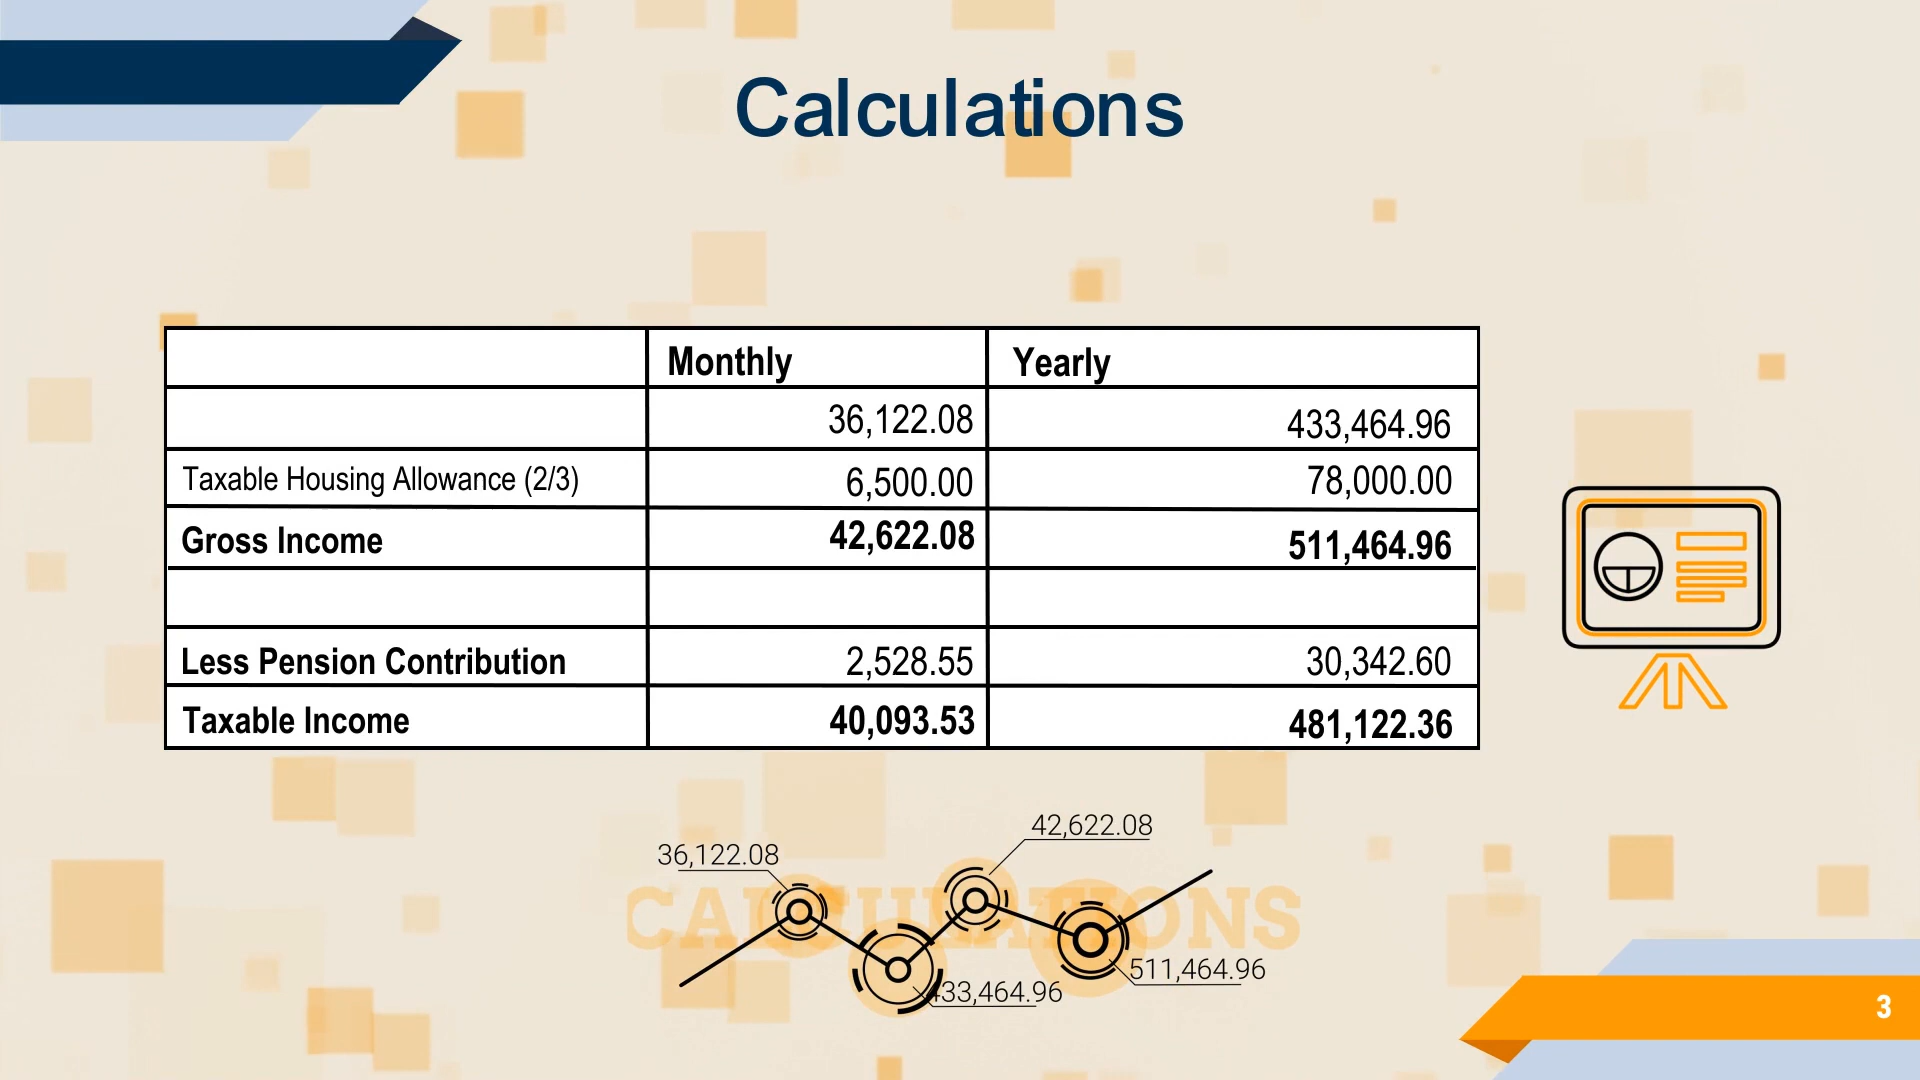 Calculations
Monthly Yearly
36,122.08 433,464.96
Taxable Housing Allowance (2/3) 6,500.00 78,000.00
Gross Income 42,622.08 511,464.96
Less Pension Contribution 2,528.55 30,342.60
Taxable Income 40,093.53 481,122.36
42,622.08
36,122.08
CALCULATIONS
511,464.96
433,464.96
3